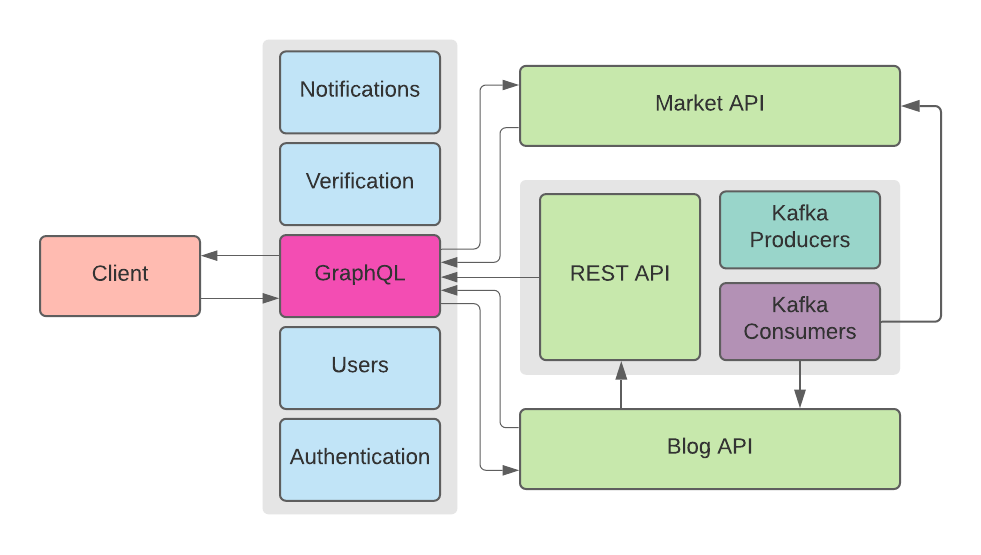 Notifications
Verification
Client
GraphQL
Users
Authentication
Market API
REST API
Kafka
Producers
Kafka
Consumers
Blog API